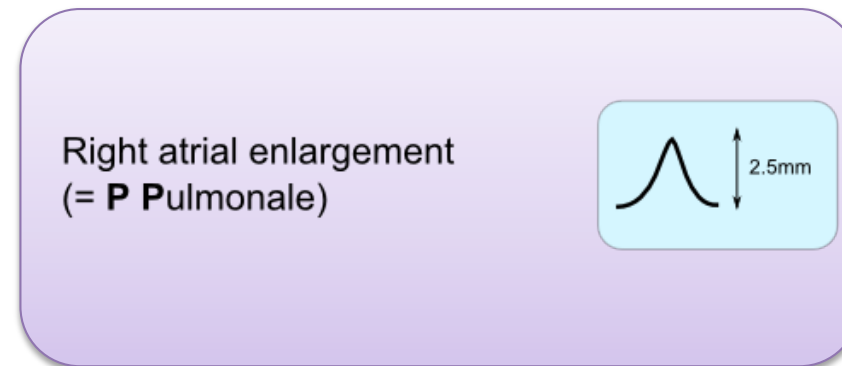 Right atrial enlargement
(= P Pulmonale)
2.5mm